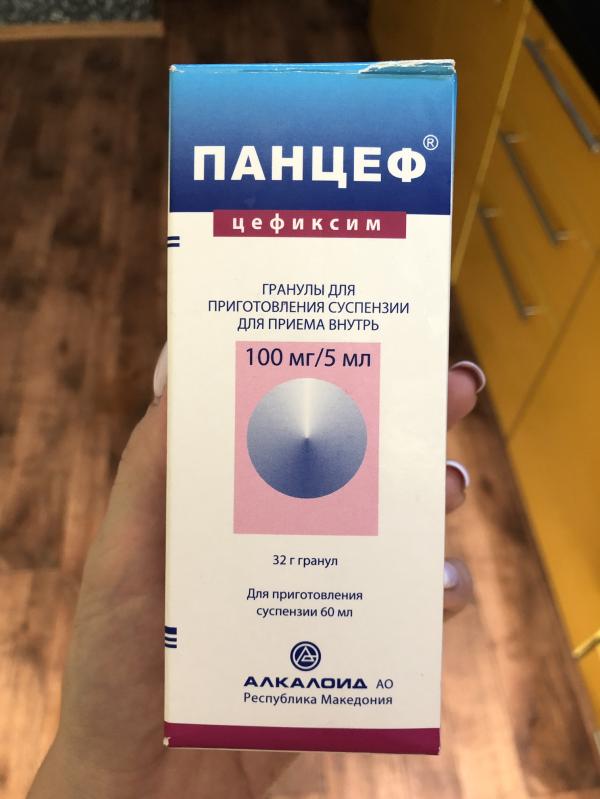 ПАНЦЕФ®
цефиксим
ГРАНУЛЫ ДЛЯ
ПРИГОТОВЛЕНИЯ СУСПЕНЗИИ
ДЛЯ ПРИЕМА ВНУТРЬ
100 мг/5 мл
32 г гранул
Для приготовления
суспензии 60 мл
АЛКАЛОИД АО
Республика Македония